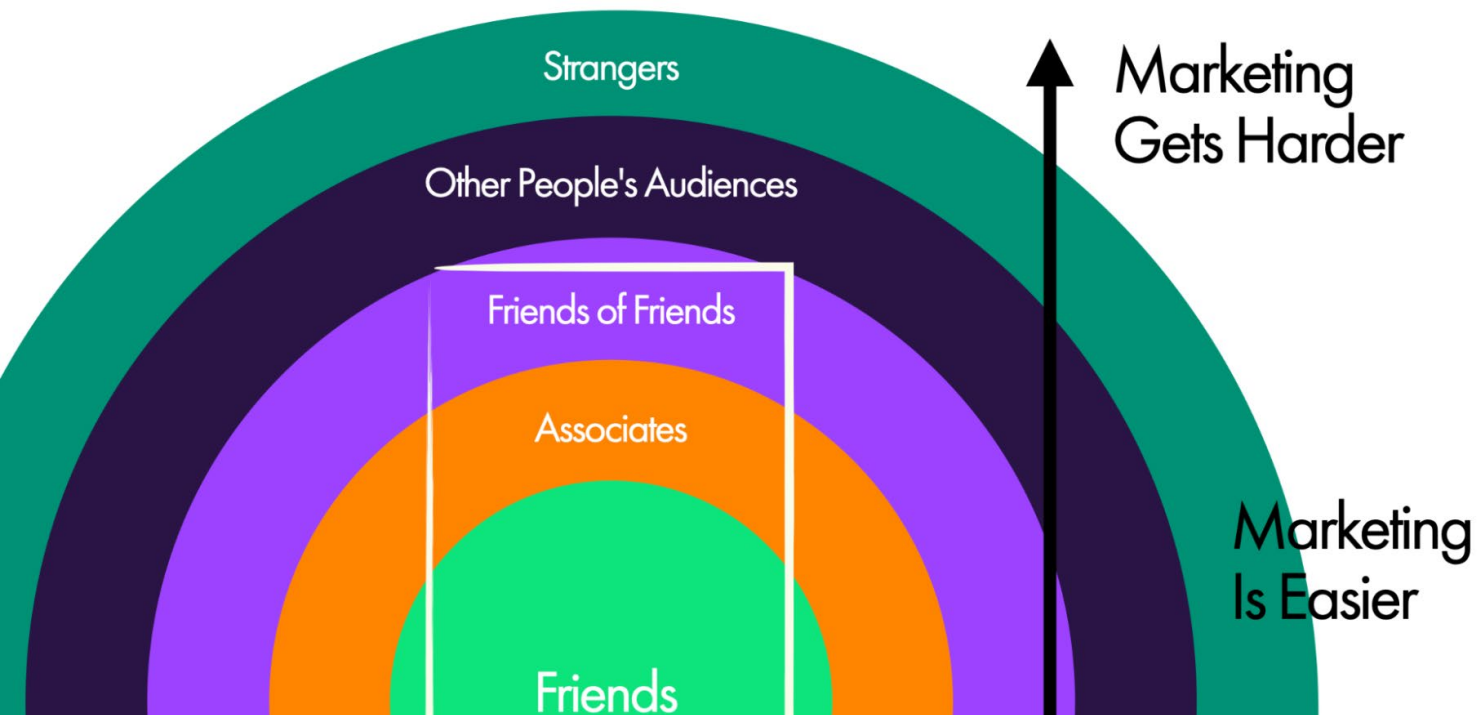 Strangers
Marketing
Gets Harder
Other People's Audiences
Friends of Friends
Associates
Marketing
Is Easier
Friends